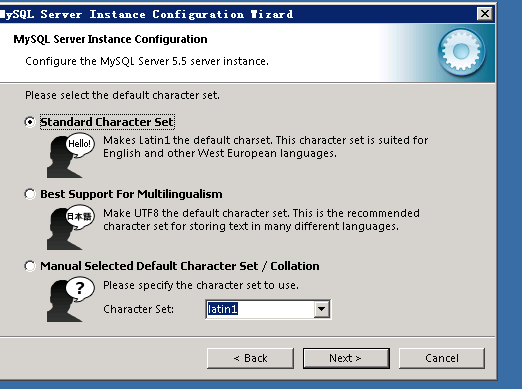 MySQL Server Instance Configuration Wizard
MySQL Server Instance Configuration
Configure the MySQL Server 5.5 server instance.
Please select the default character set.
Standard Character Set
Hello!
Makes Latin1 the default charset. This character set is suited for
English and other West European languages.
Best Support For Multilingualism
日本語
Make UTF8 the default character set. This is the recommended
character set for storing text in many different languages.
Manual Selected Default Character Set / Collation
?
Please specify the character set to use.
Character Set: latin1
< Back Next > Cancel